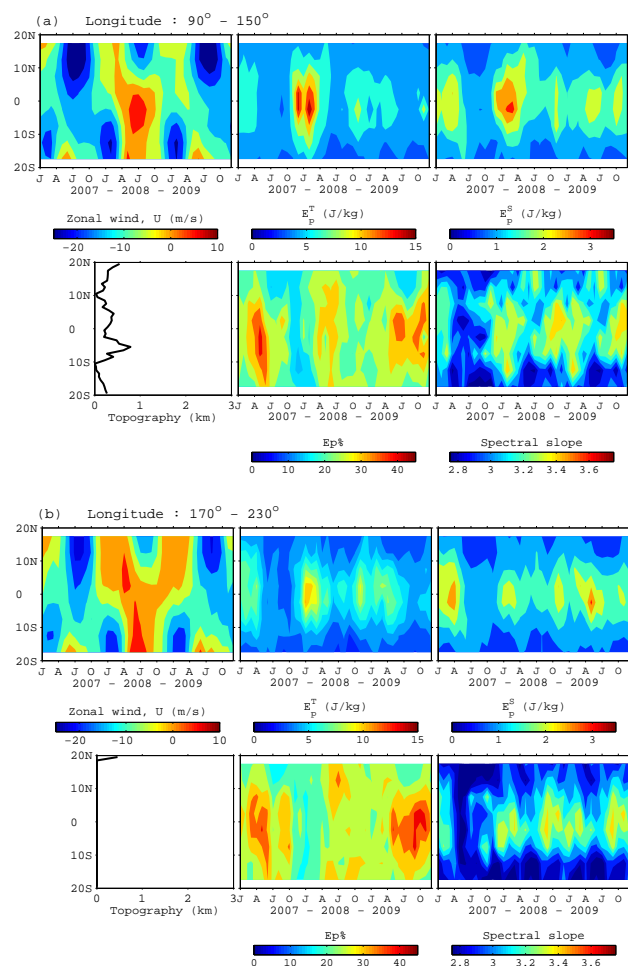 (a) Longitude : 90° - 150°
20N
10N
0
10S
20S
J A J O J A J O J A J O
J A J O J A J O J A J O
J A J O J A J O J A J O
2007 - 2008 - 2009
2007 - 2008 - 2009
2007 - 2008 - 2009
Zonal wind, U (m/s)
E_p^T (J/kg)
E_p^S (J/kg)
−20 −10 0 10
0 5 10 15
0 1 2 3
20N
10N
0
10S
20S
0 1 2 3
Topography (km)
J A J O J A J O J A J O
J A J O J A J O J A J O
2007 - 2008 - 2009
2007 - 2008 - 2009
Ep%
Spectral slope
0 10 20 30 40
2.8 3 3.2 3.4 3.6
(b) Longitude : 170° - 230°
20N
10N
0
10S
20S
J A J O J A J O J A J O
J A J O J A J O J A J O
J A J O J A J O J A J O
2007 - 2008 - 2009
2007 - 2008 - 2009
2007 - 2008 - 2009
Zonal wind, U (m/s)
E_p^T (J/kg)
E_p^S (J/kg)
−20 −10 0 10
0 5 10 15
0 1 2 3
20N
10N
0
10S
20S
0 1 2 3
Topography (km)
J A J O J A J O J A J O
J A J O J A J O J A J O
2007 - 2008 - 2009
2007 - 2008 - 2009
Ep%
Spectral slope
0 10 20 30 40
2.8 3 3.2 3.4 3.6